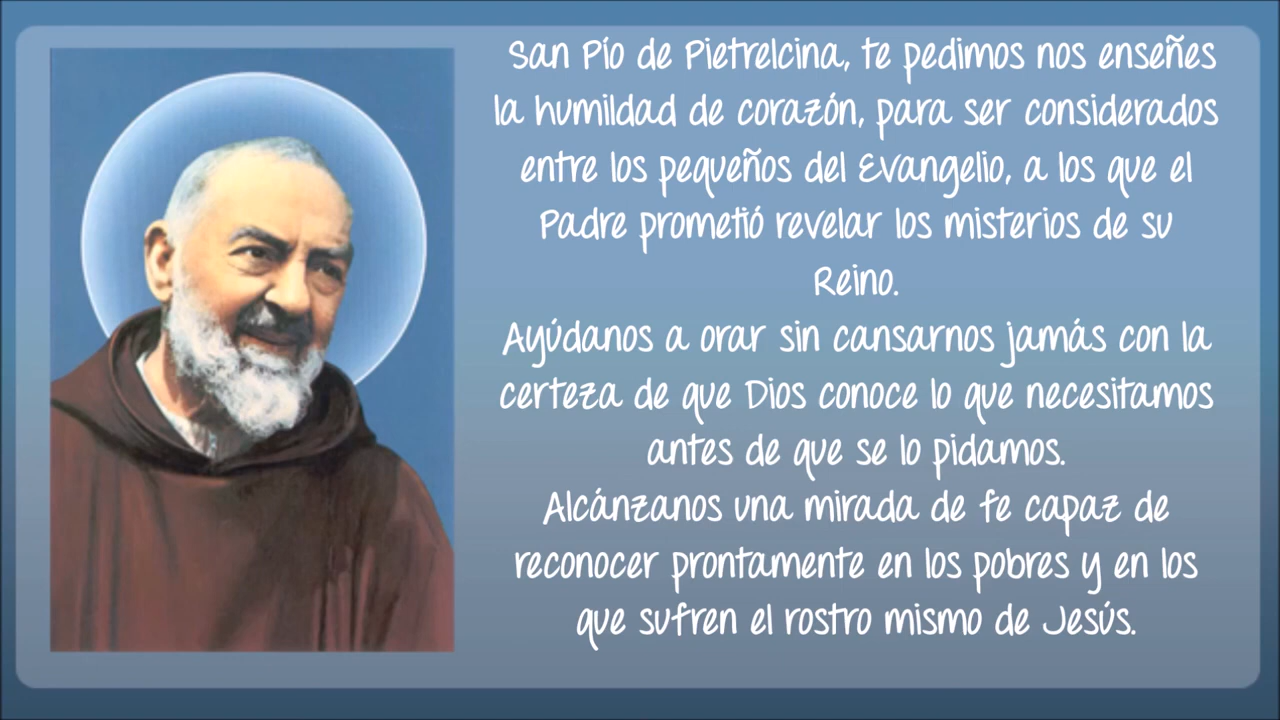 San Pío de Pietrelcina, te pedimos nos enseñes
la humildad de corazón, para ser considerados
entre los pequeños del Evangelio, a los que el
Padre prometió revelar los misterios de su
Reino.
Ayúdanos a orar sin cansarnos jamás con la
certeza de que Dios conoce lo que necesitamos
antes de que se lo pidamos.
Alcánzanos una mirada de fe capaz de
reconocer prontamente en los pobres y en los
que sufren el rostro mismo de Jesús.